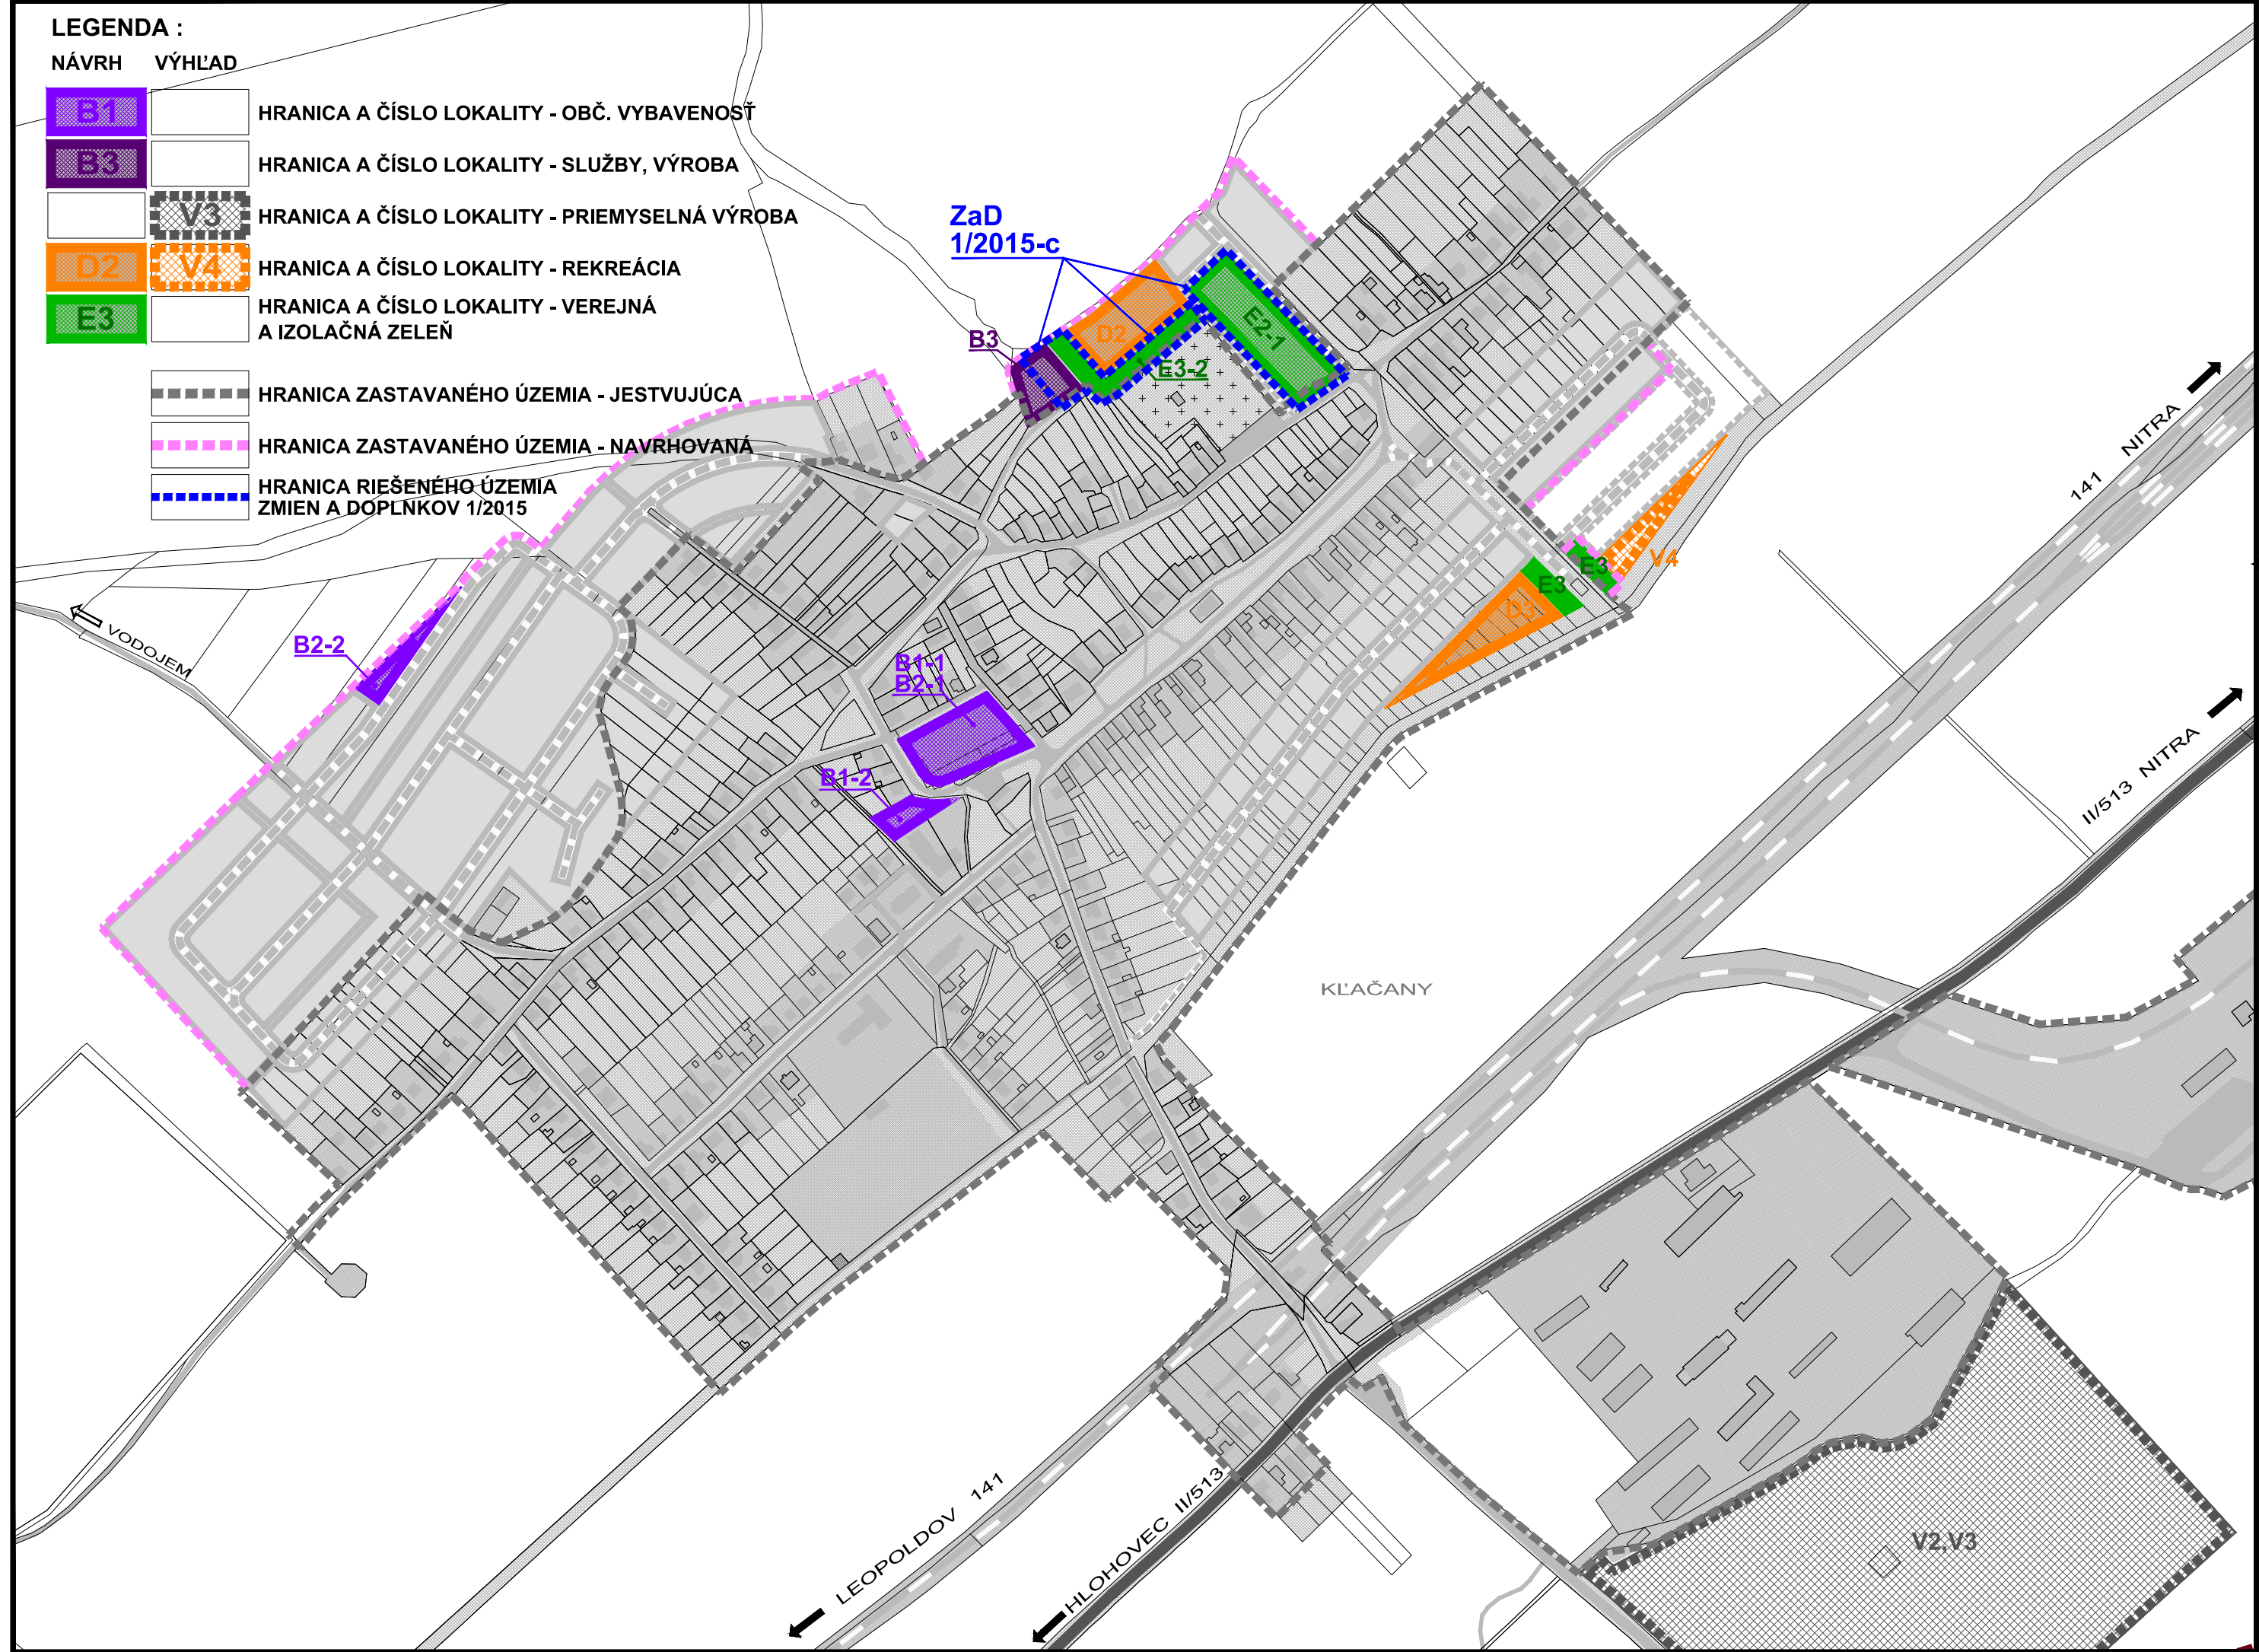 LEGENDA :
NÁVRH VÝHĽAD
B1 HRANICA A ČÍSLO LOKALITY - OBČ. VYBAVENOSŤ
B3 HRANICA A ČÍSLO LOKALITY - SLUŽBY, VÝROBA
V3 HRANICA A ČÍSLO LOKALITY - PRIEMYSELNÁ VÝROBA
D2 V4 HRANICA A ČÍSLO LOKALITY - REKREÁCIA
E3 HRANICA A ČÍSLO LOKALITY - VEREJNÁ
A IZOLAČNÁ ZELEŇ
HRANICA ZASTAVANÉHO ÚZEMIA - JESTVUJÚCA
HRANICA ZASTAVANÉHO ÚZEMIA - NAVRHOVANÁ
HRANICA RIEŠENÉHO ÚZEMIA
ZMIEN A DOPLNKOV 1/2015
ZaD
1/2015-c
B3
D2
E2-1
E3-2
141 NITRA
V4
E3
E3
D3
VODOJEM
B2-2
B1-1
B2-1
B1-2
II/513 NITRA
KĽAČANY
LEOPOLDOV 141
HLOHOVEC II/513
V2,V3